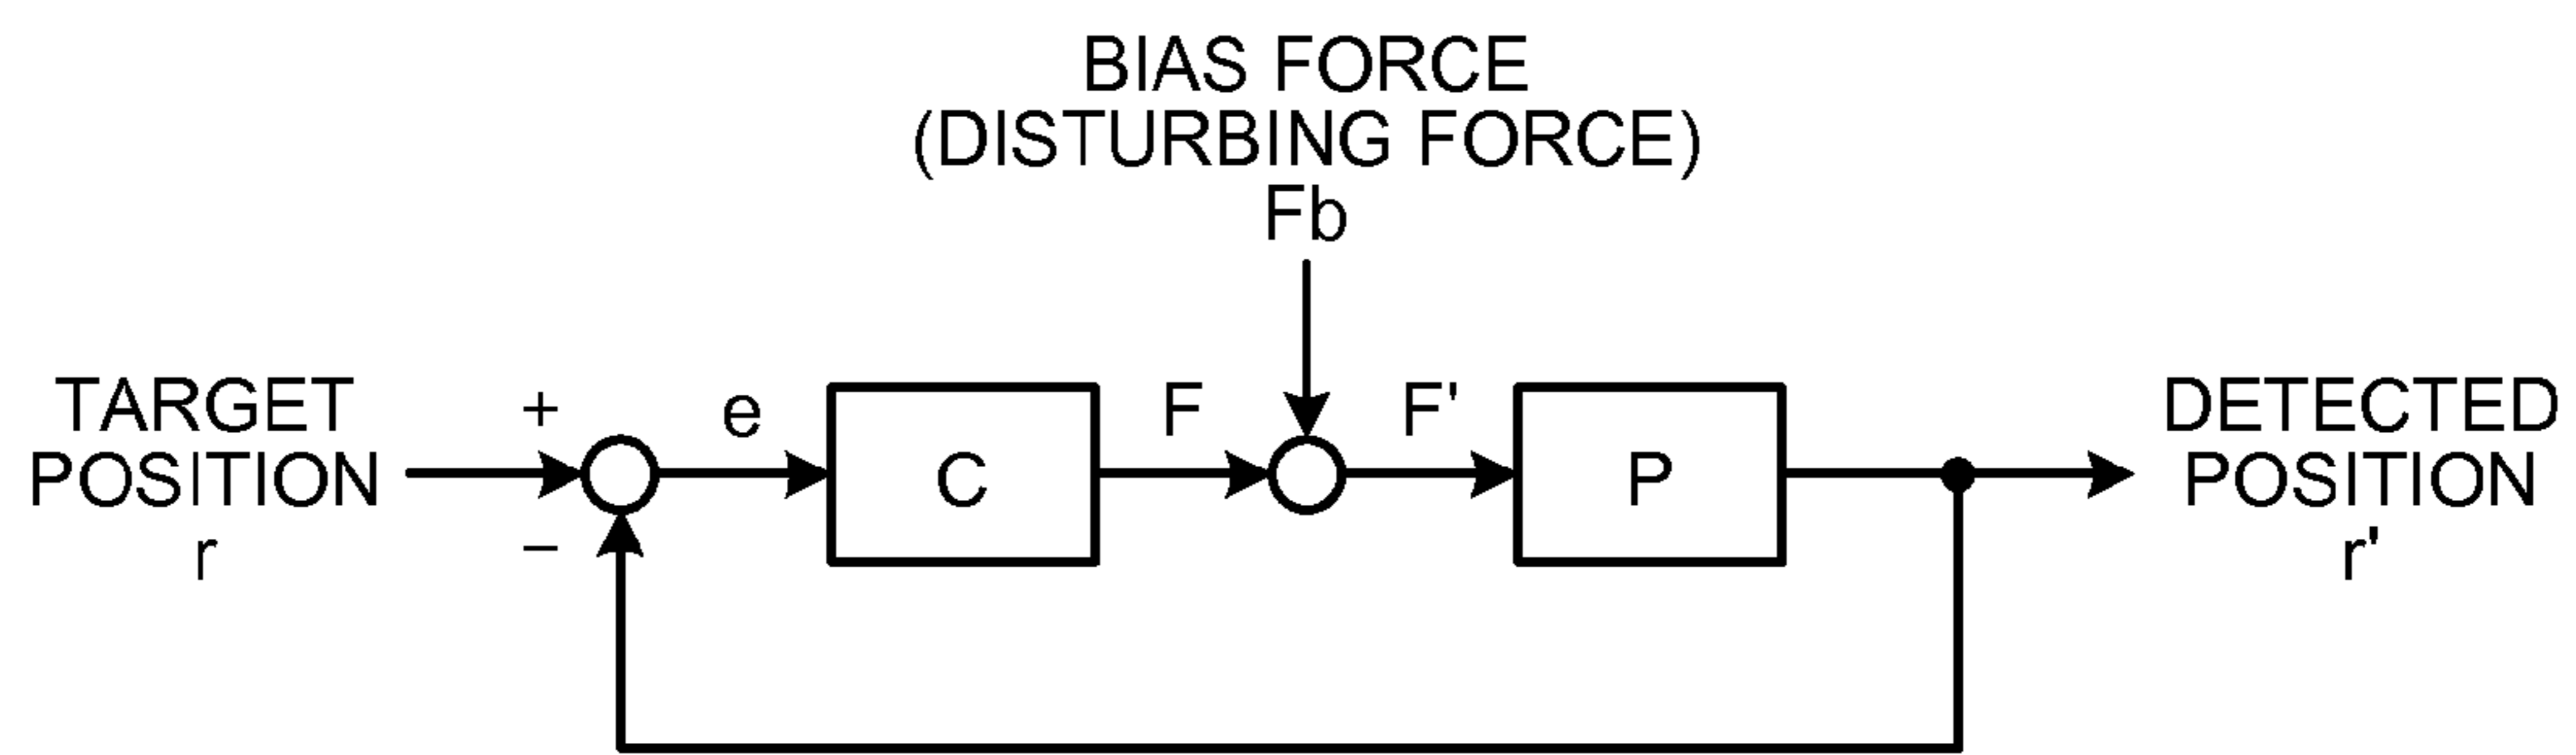 BIAS FORCE
(DISTURBING FORCE)
Fb
TARGET
POSITION
r
+
−
e
C
F
F'
P
DETECTED
POSITION
r'